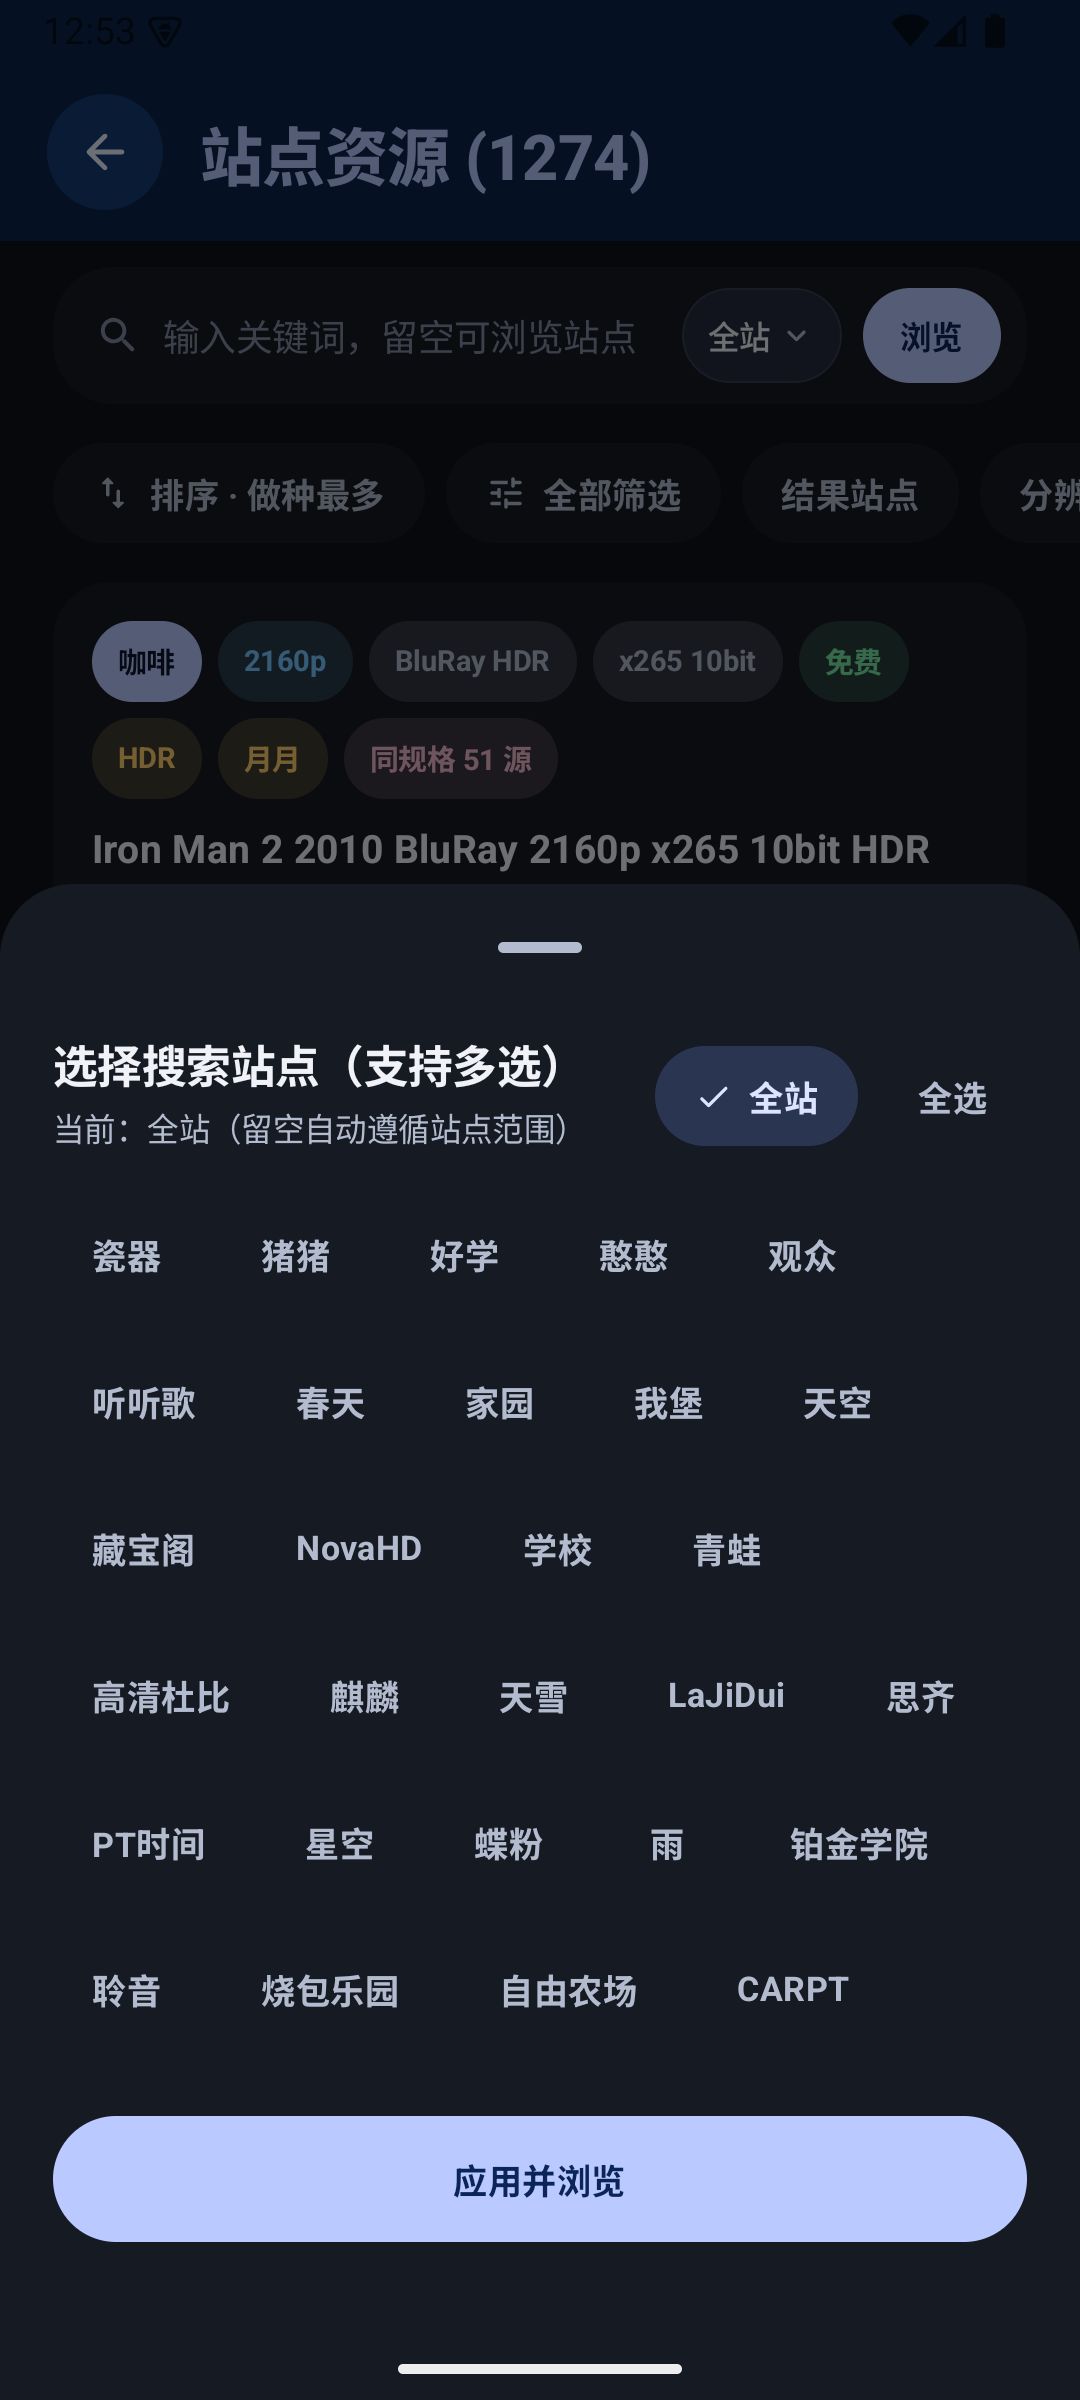 12:53
站点资源 (1274)
输入关键词，留空可浏览站点 全站 浏览
排序 · 做种最多 全部筛选 结果站点 分辨
咖啡 2160p BluRay HDR x265 10bit 免费
HDR 月月 同规格 51 源
Iron Man 2 2010 BluRay 2160p x265 10bit HDR
选择搜索站点（支持多选）
当前：全站（留空自动遵循站点范围）
全站 全选
瓷器 猪猪 好学 憨憨 观众
听听歌 春天 家园 我堡 天空
藏宝阁 NovaHD 学校 青蛙
高清杜比 麒麟 天雪 LaJiDui 思齐
PT时间 星空 蝶粉 雨 铂金学院
聆音 烧包乐园 自由农场 CARPT
应用并浏览